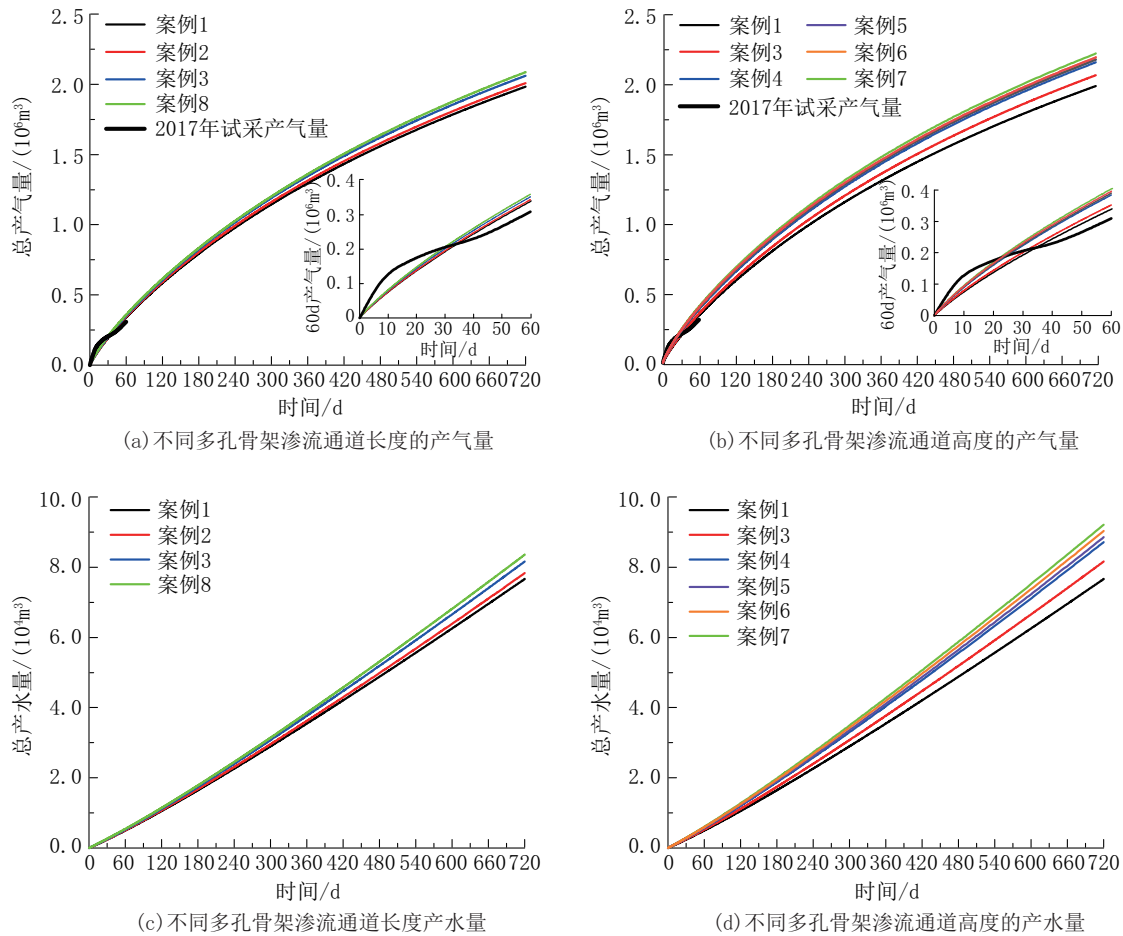 2.5
2.0
1.5
1.0
0.5
0.0
总产气量/(10⁶m³)
案例1
案例2
案例3
案例8
2017年试采产气量
0.4
0.3
0.2
0.1
0
60d产气量/(10⁶m³)
0 10 20 30 40 50 60
时间/d
0 60 120 180 240 300 360 420 480 540 600 660 720
时间/d
(a)不同多孔骨架渗流通道长度的产气量
2.5
2.0
1.5
1.0
0.5
0.0
总产气量/(10⁶m³)
案例1 案例5
案例3 案例6
案例4 案例7
2017年试采产气量
0.4
0.3
0.2
0.1
0
60d产气量/(10⁶m³)
0 10 20 30 40 50 60
时间/d
0 60 120 180 240 300 360 420 480 540 600 660 720
时间/d
(b)不同多孔骨架渗流通道高度的产气量
10.0
8.0
6.0
4.0
2.0
0.0
总产水量/(10⁴m³)
案例1
案例2
案例3
案例8
0 60 120 180 240 300 360 420 480 540 600 660 720
时间/d
(c)不同多孔骨架渗流通道长度产水量
10.0
8.0
6.0
4.0
2.0
0.0
总产水量/(10⁴m³)
案例1
案例3
案例4
案例5
案例6
案例7
0 60 120 180 240 300 360 420 480 540 600 660 720
时间/d
(d)不同多孔骨架渗流通道高度的产水量